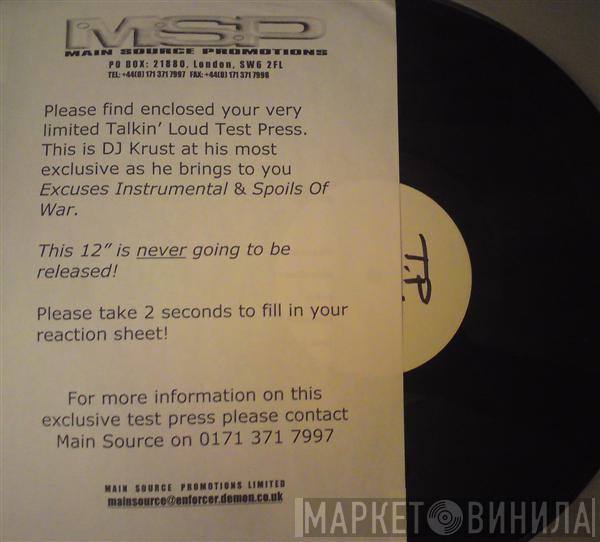 MSP
MAIN SOURCE PROMOTIONS
PO BOX: 21880, London, SW6 2FL
TEL: +44(0) 171 371 7997 FAX: +44(0) 171 371 7998
Please find enclosed your very
limited Talkin' Loud Test Press.
This is DJ Krust at his most
exclusive as he brings to you
Excuses Instrumental & Spoils Of
War.
This 12" is never going to be
released!
Please take 2 seconds to fill in your
reaction sheet!
For more information on this
exclusive test press please contact
Main Source on 0171 371 7997
MAIN SOURCE PROMOTIONS LIMITED
mainsource@enforcer.demon.co.uk
T.P.
МАРКЕТ ВИНИЛА